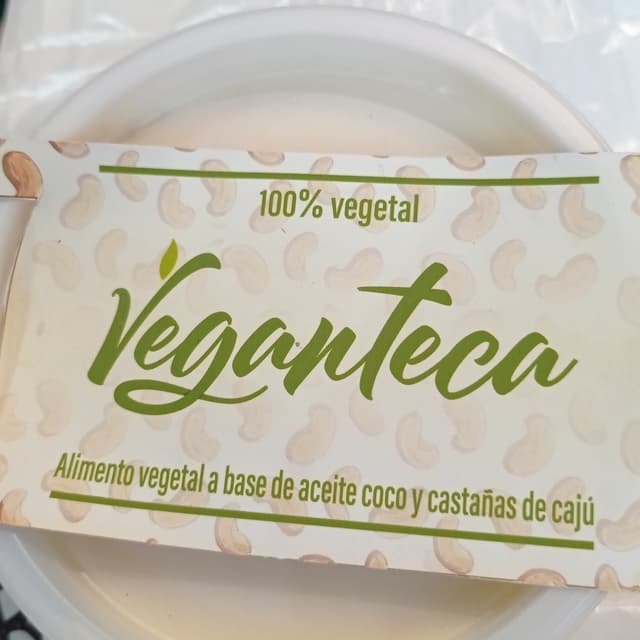 100% vegetal
Veganteca
Alimento vegetal a base de aceite coco y castañas de cajú